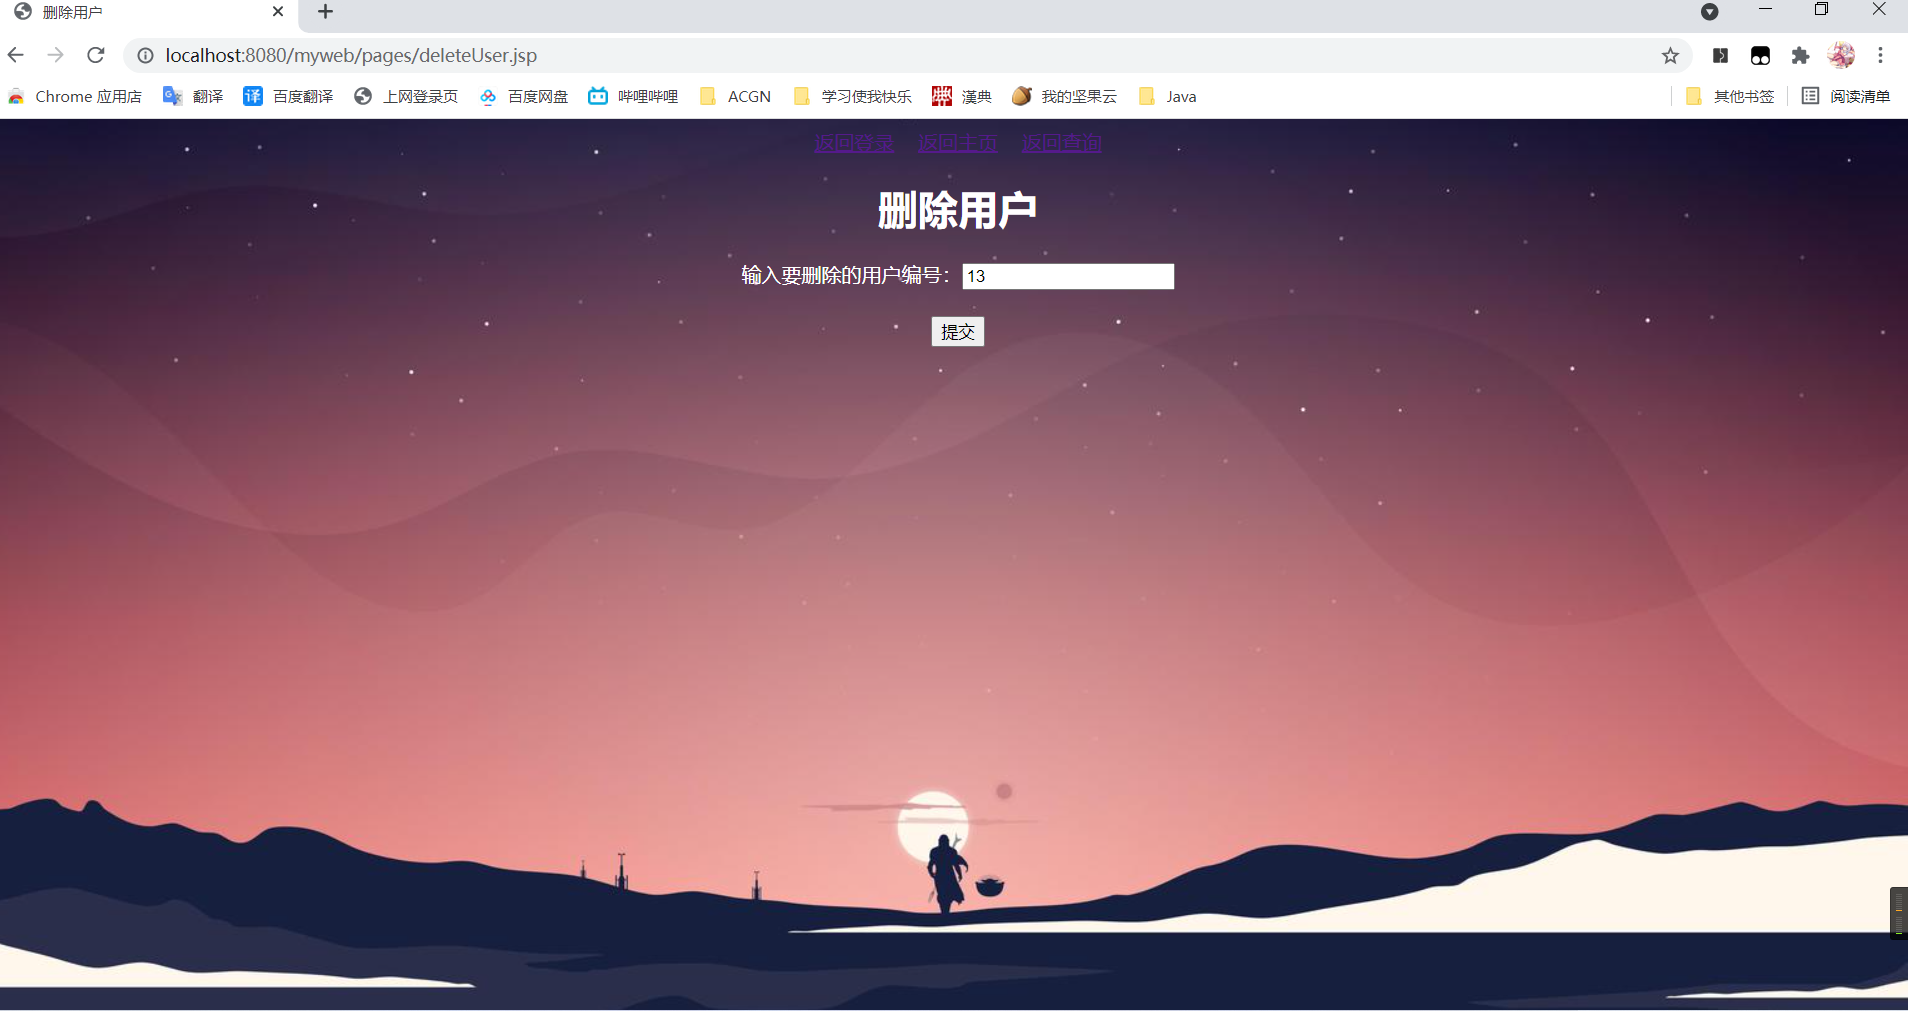 删除用户
localhost:8080/myweb/pages/deleteUser.jsp
Chrome 应用店 翻译 译 百度翻译 上网登录页 百度网盘 哔哩哔哩 ACGN 学习使我快乐 漢典 我的坚果云 Java 其他书签 阅读清单
返回登录 返回主页 返回查询
删除用户
输入要删除的用户编号： 13
提交